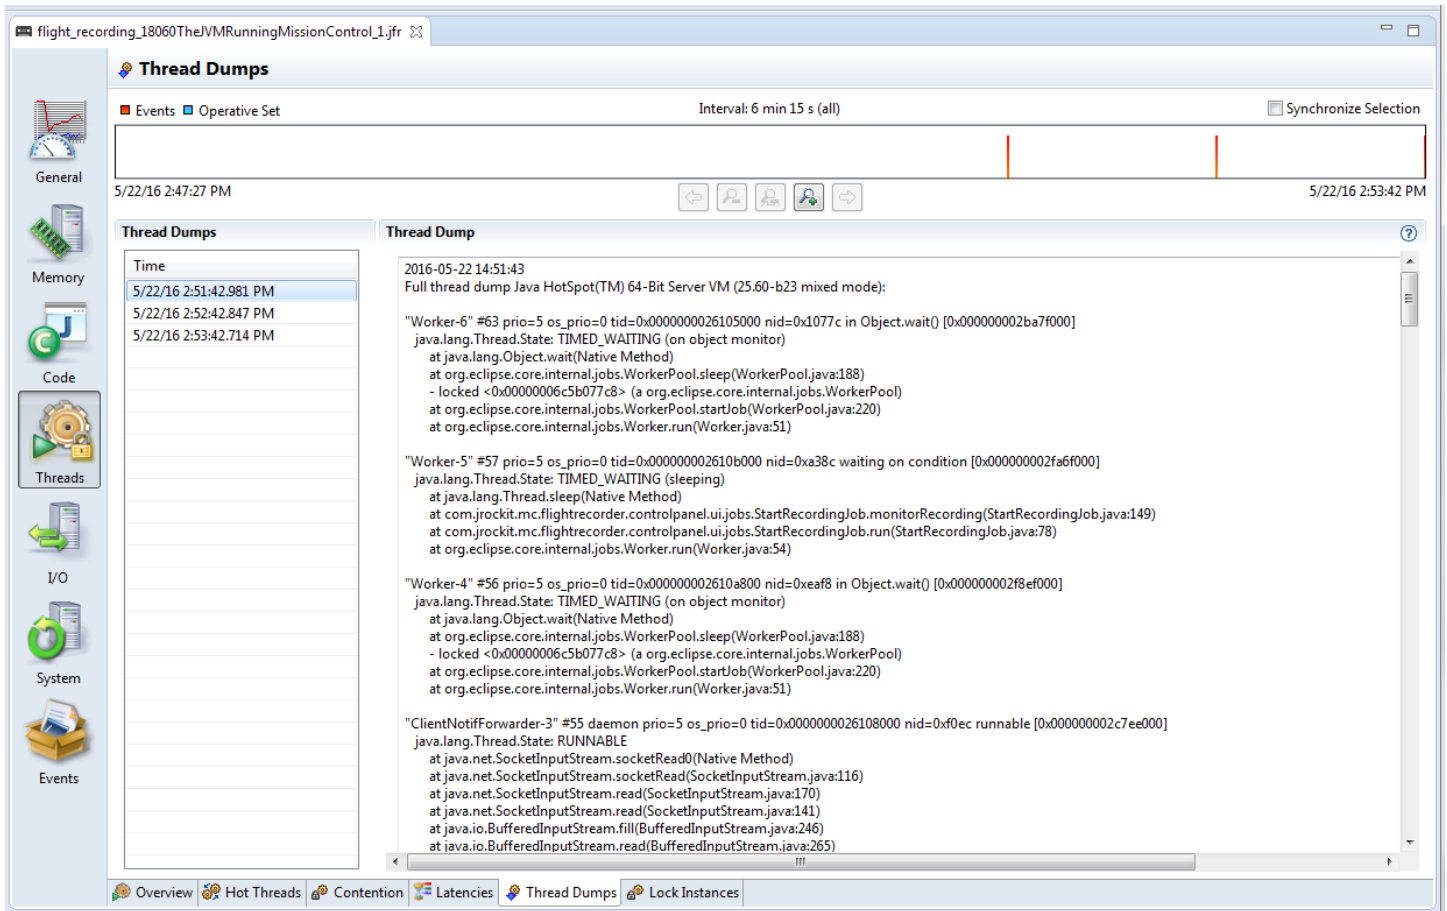 flight_recording_18060TheJVMRunningMissionControl_1.jfr
Thread Dumps
Events Operative Set
Interval: 6 min 15 s (all)
Synchronize Selection
5/22/16 2:47:27 PM
5/22/16 2:53:42 PM
General
Memory
Code
Threads
I/O
System
Events
Thread Dumps
Time
5/22/16 2:51:42.981 PM
5/22/16 2:52:42.847 PM
5/22/16 2:53:42.714 PM
Thread Dump
2016-05-22 14:51:43
Full thread dump Java HotSpot(TM) 64-Bit Server VM (25.60-b23 mixed mode):
"Worker-6" #63 prio=5 os_prio=0 tid=0x0000000026105000 nid=0x1077c in Object.wait() [0x000000002ba7f000]
java.lang.Thread.State: TIMED_WAITING (on object monitor)
at java.lang.Object.wait(Native Method)
at org.eclipse.core.internal.jobs.WorkerPool.sleep(WorkerPool.java:188)
- locked <0x00000006c5b077c8> (a org.eclipse.core.internal.jobs.WorkerPool)
at org.eclipse.core.internal.jobs.WorkerPool.startJob(WorkerPool.java:220)
at org.eclipse.core.internal.jobs.Worker.run(Worker.java:51)
"Worker-5" #57 prio=5 os_prio=0 tid=0x000000002610b000 nid=0xa38c waiting on condition [0x000000002fa6f000]
java.lang.Thread.State: TIMED_WAITING (sleeping)
at java.lang.Thread.sleep(Native Method)
at com.jrockit.mc.flightrecorder.controlpanel.ui.jobs.StartRecordingJob.monitorRecording(StartRecordingJob.java:149)
at com.jrockit.mc.flightrecorder.controlpanel.ui.jobs.StartRecordingJob.run(StartRecordingJob.java:78)
at org.eclipse.core.internal.jobs.Worker.run(Worker.java:54)
"Worker-4" #56 prio=5 os_prio=0 tid=0x000000002610a800 nid=0xeaf8 in Object.wait() [0x000000002f8ef000]
java.lang.Thread.State: TIMED_WAITING (on object monitor)
at java.lang.Object.wait(Native Method)
at org.eclipse.core.internal.jobs.WorkerPool.sleep(WorkerPool.java:188)
- locked <0x00000006c5b077c8> (a org.eclipse.core.internal.jobs.WorkerPool)
at org.eclipse.core.internal.jobs.WorkerPool.startJob(WorkerPool.java:220)
at org.eclipse.core.internal.jobs.Worker.run(Worker.java:51)
"ClientNotifForwarder-3" #55 daemon prio=5 os_prio=0 tid=0x0000000026108000 nid=0xf0ec runnable [0x000000002c7ee000]
java.lang.Thread.State: RUNNABLE
at java.net.SocketInputStream.socketRead0(Native Method)
at java.net.SocketInputStream.socketRead(SocketInputStream.java:116)
at java.net.SocketInputStream.read(SocketInputStream.java:170)
at java.net.SocketInputStream.read(SocketInputStream.java:141)
at java.io.BufferedInputStream.fill(BufferedInputStream.java:246)
at java.io.BufferedInputStream.read(BufferedInputStream.java:265)
Overview Hot Threads Contention Latencies Thread Dumps Lock Instances